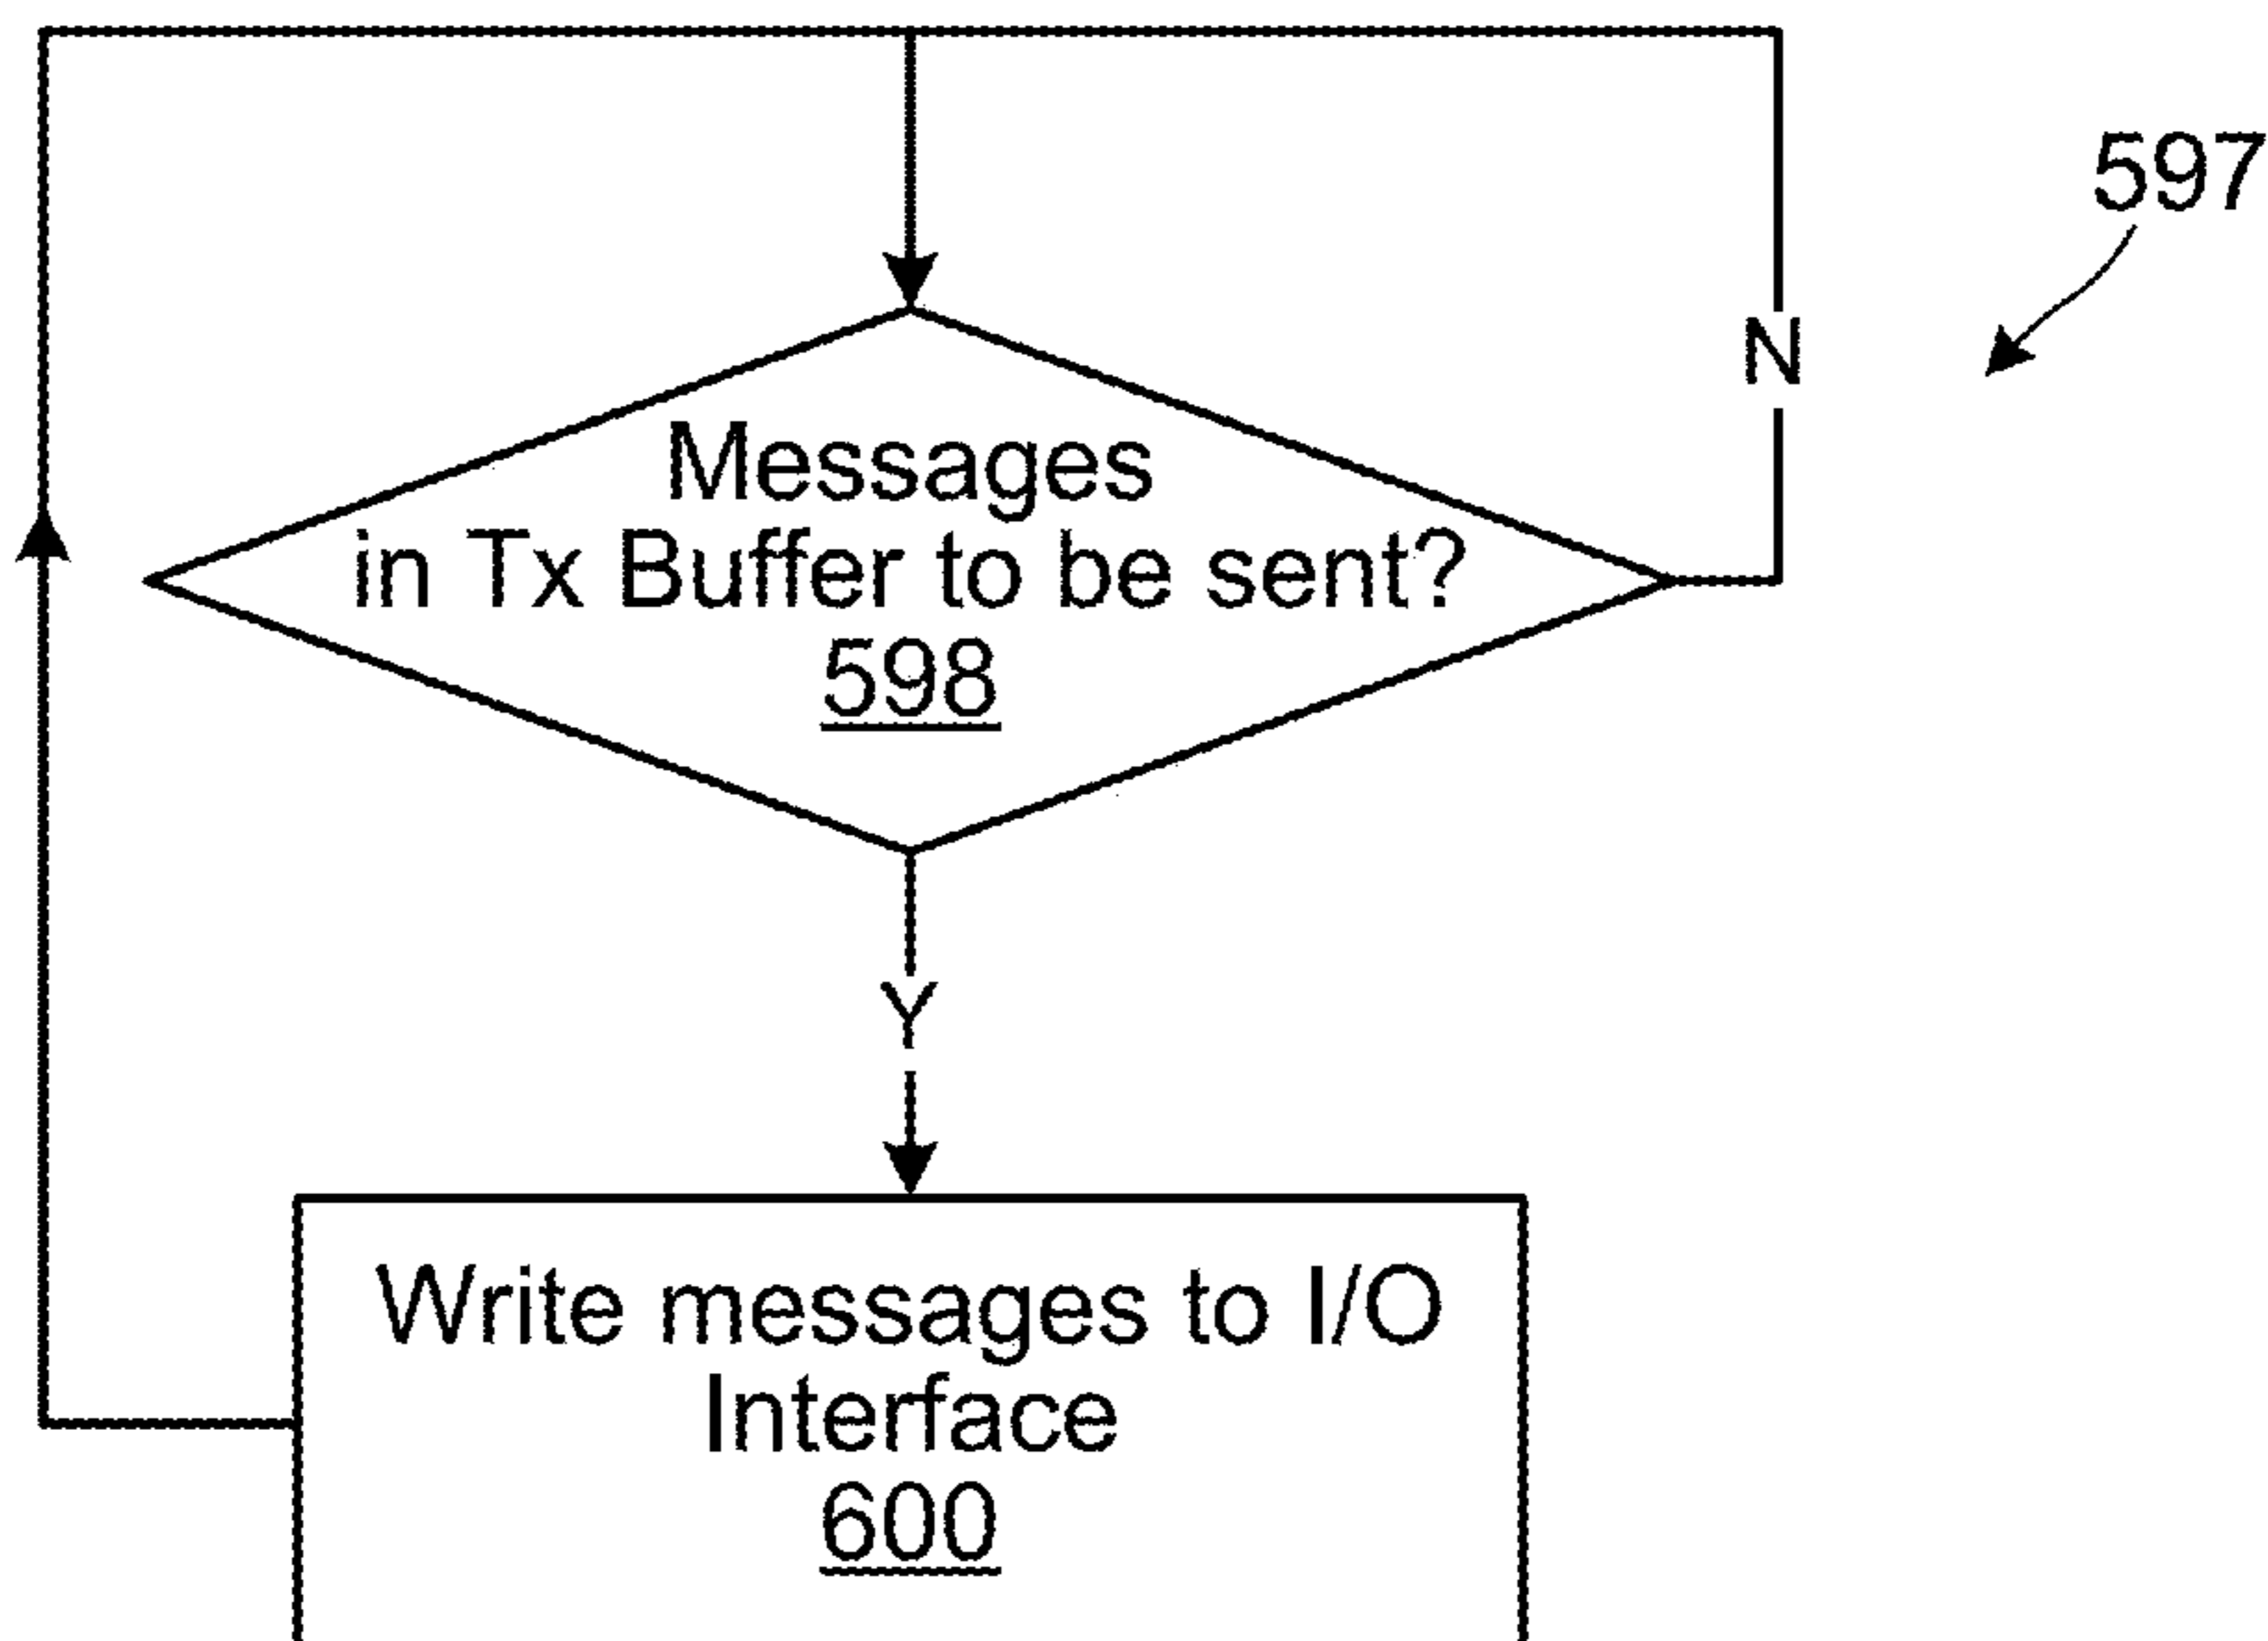 597
N
Messages
in Tx Buffer to be sent?
598
Y
Write messages to I/O
Interface
600